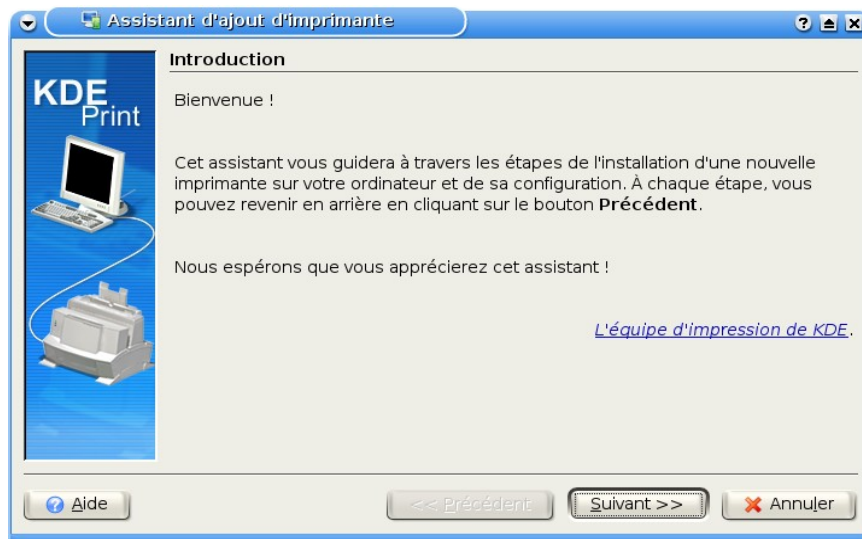 Assistant d'ajout d'imprimante
KDE
Print
Introduction
Bienvenue !
Cet assistant vous guidera à travers les étapes de l'installation d'une nouvelle
imprimante sur votre ordinateur et de sa configuration. À chaque étape, vous
pouvez revenir en arrière en cliquant sur le bouton Précédent.
Nous espérons que vous apprécierez cet assistant !
L'équipe d'impression de KDE.
Aide
<< Précédent
Suivant >>
Annuler